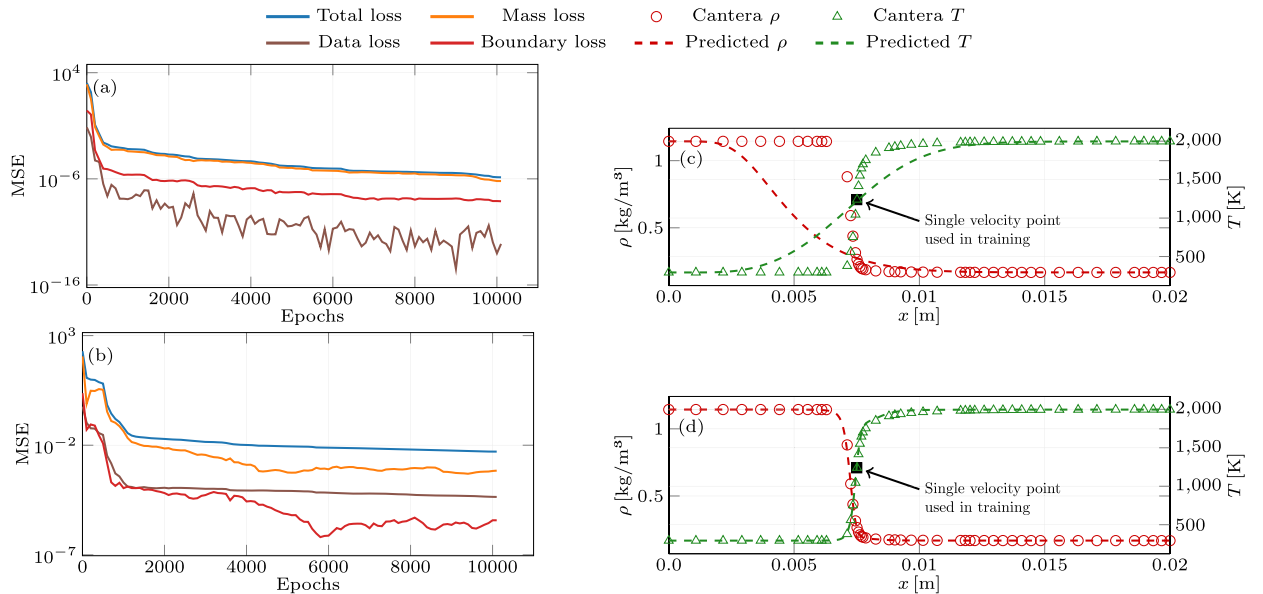 Total loss Mass loss Cantera ρ Cantera T
Data loss Boundary loss Predicted ρ Predicted T
(a)
10⁴
10⁻⁶
10⁻¹⁶
MSE
0 2000 4000 6000 8000 10000
Epochs
(b)
10³
10⁻²
10⁻⁷
MSE
0 2000 4000 6000 8000 10000
Epochs
(c)
1
0.5
ρ [kg/m³]
2,000
1,500
1,000
500
T [K]
Single velocity point
used in training
0.0 0.005 0.01 0.015 0.02
x [m]
(d)
1
0.5
ρ [kg/m³]
2,000
1,500
1,000
500
T [K]
Single velocity point
used in training
0.0 0.005 0.01 0.015 0.02
x [m]